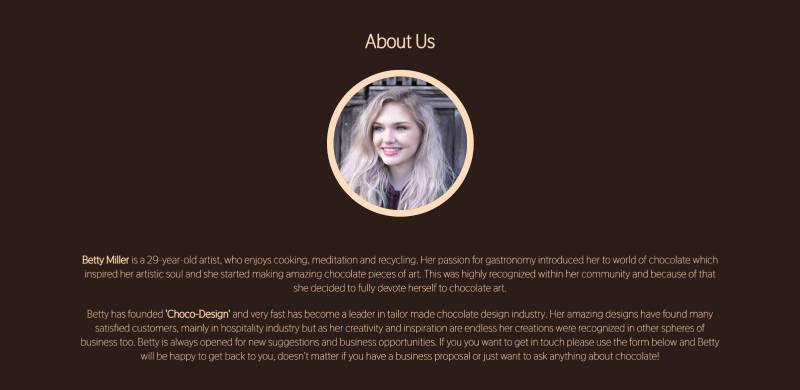 About Us
Betty Miller is a 29-year-old artist, who enjoys cooking, meditation and recycling. Her passion for gastronomy introduced her to world of chocolate which
inspired her artistic soul and she started making amazing chocolate pieces of art. This was highly recognized within her community and because of that
she decided to fully devote herself to chocolate art.
Betty has founded 'Choco-Design' and very fast has become a leader in tailor made chocolate design industry. Her amazing designs have found many
satisfied customers, mainly in hospitality industry but as her creativity and inspiration are endless her creations were recognized in other spheres of
business too. Betty is always opened for new suggestions and business opportunities. If you you want to get in touch please use the form below and Betty
will be happy to get back to you, doesn't matter if you have a business proposal or just want to ask anything about chocolate!